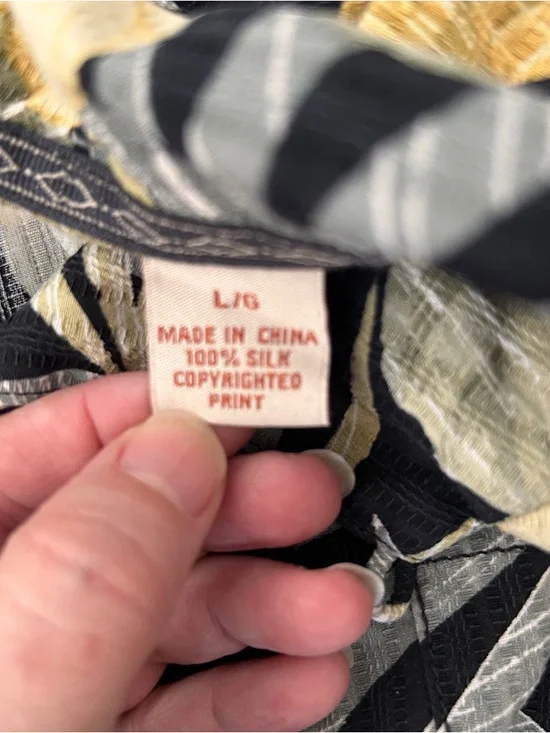 L/G
MADE IN CHINA
100% SILK
COPYRIGHTED
PRINT